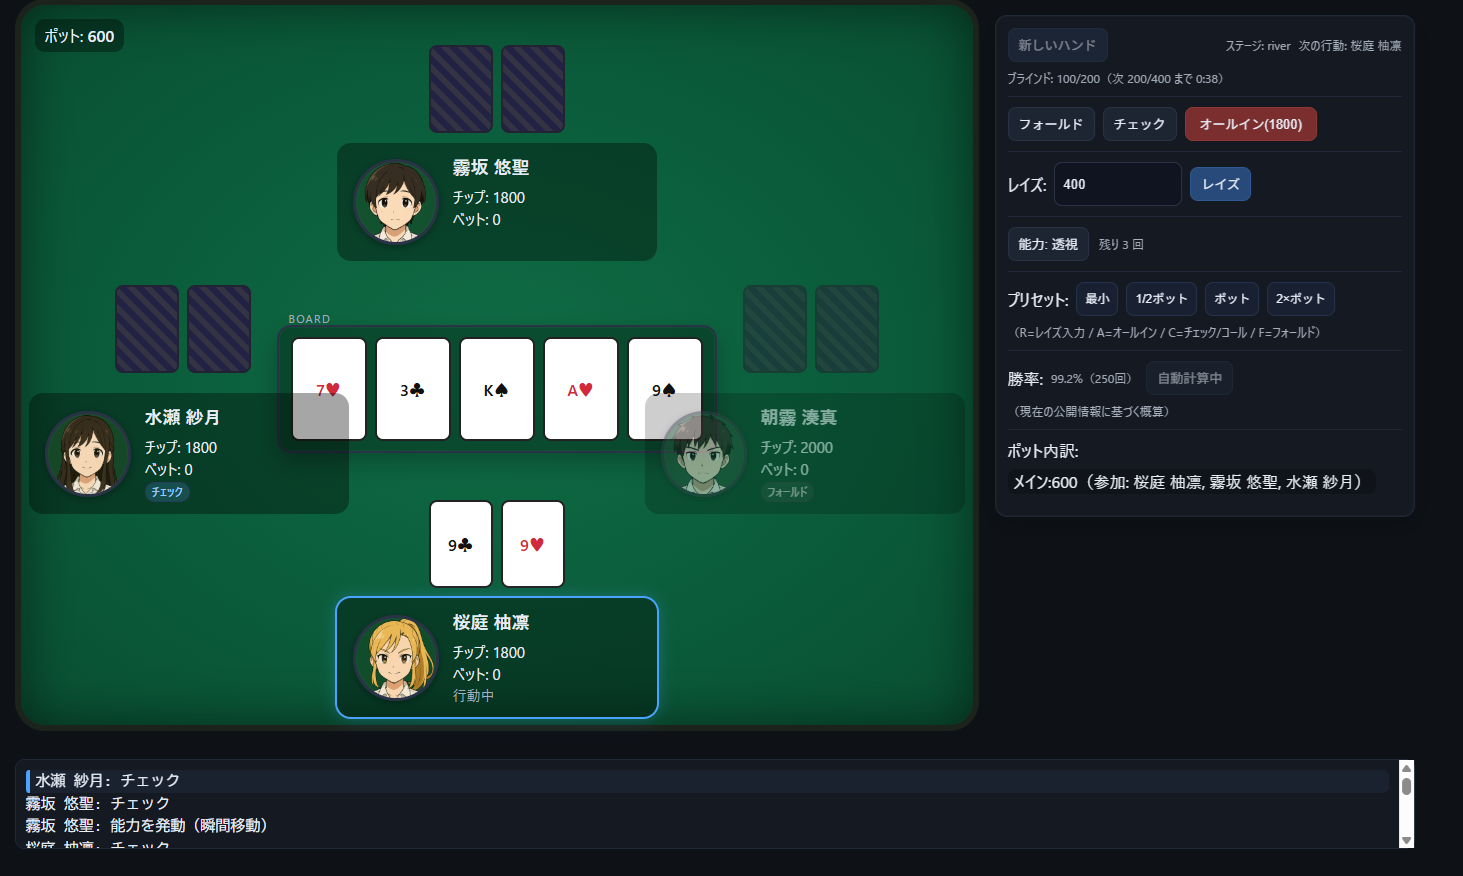 ポット: 600
霧坂 悠聖
チップ: 1800
ベット: 0
BOARD
7♥
3♣
K♠
A♥
9♠
水瀬 紗月
チップ: 1800
ベット: 0
チェック
朝霧 湊真
チップ: 2000
ベット: 0
フォールド
9♣
9♥
桜庭 柚凛
チップ: 1800
ベット: 0
行動中
新しいハンド
ステージ: river 次の行動: 桜庭 柚凛
ブラインド: 100/200（次 200/400 まで 0:38）
フォールド
チェック
オールイン(1800)
レイズ:
400
レイズ
能力: 透視
残り 3 回
プリセット:
最小
1/2ポット
ポット
2×ポット
（R=レイズ入力 / A=オールイン / C=チェック/コール / F=フォールド）
勝率:
99.2%（250回）
自動計算中
（現在の公開情報に基づく概算）
ポット内訳:
メイン:600（参加: 桜庭 柚凛, 霧坂 悠聖, 水瀬 紗月）
水瀬 紗月: チェック
霧坂 悠聖: チェック
霧坂 悠聖: 能力を発動（瞬間移動）
桜庭 柚凛: チェック